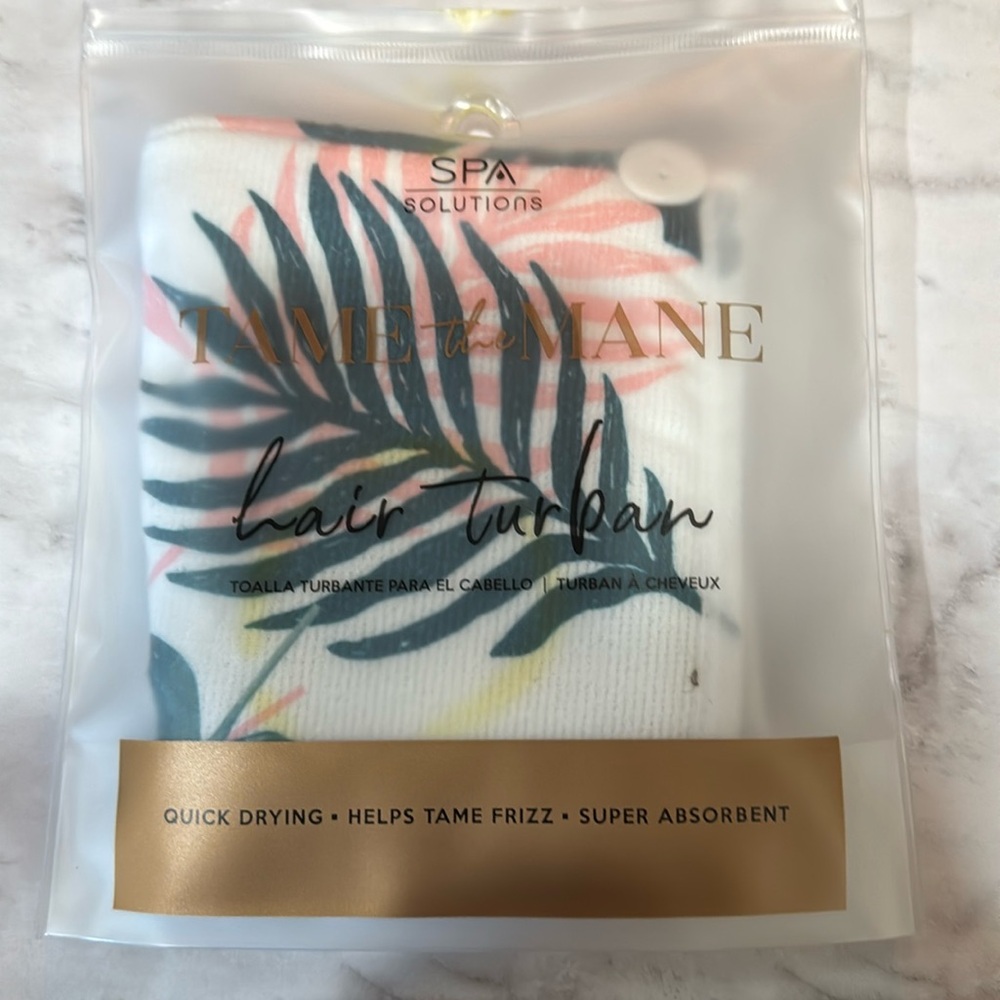 SPA
SOLUTIONS
TAME the MANE
hair turban
TOALLA TURBANTE PARA EL CABELLO | TURBAN À CHEVEUX
QUICK DRYING ▪ HELPS TAME FRIZZ ▪ SUPER ABSORBENT